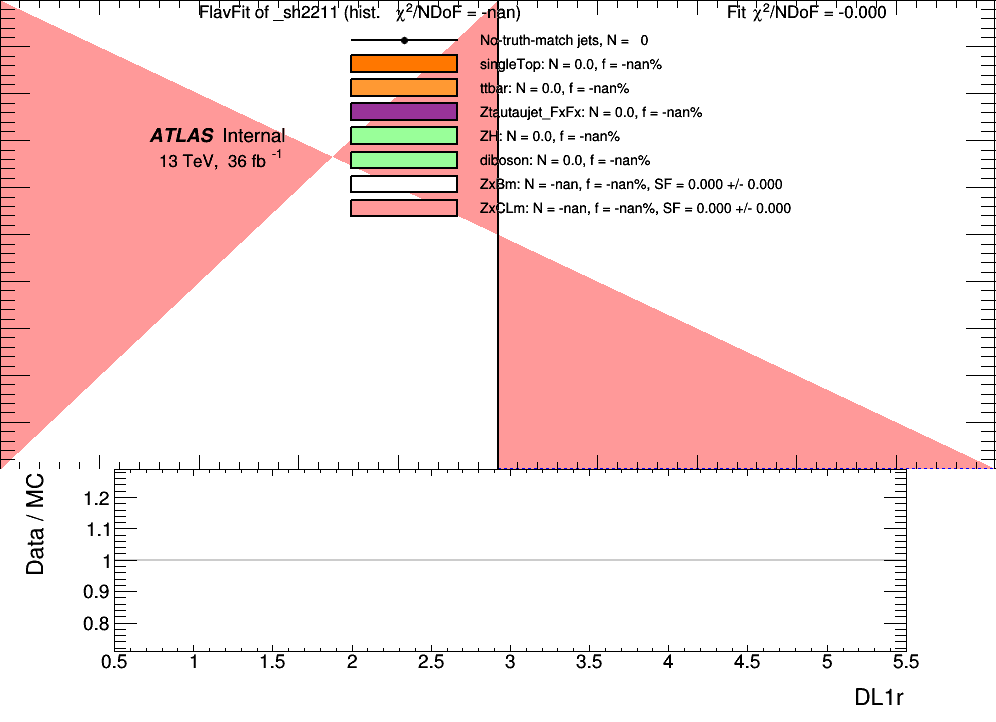 FlavFit of _sh2211 (hist. χ²/NDoF = -nan)
Fit χ²/NDoF = -0.000
No-truth-match jets, N = 0
singleTop: N = 0.0, f = -nan%
ttbar: N = 0.0, f = -nan%
Ztautaujet_FxFx: N = 0.0, f = -nan%
ATLAS Internal
ZH: N = 0.0, f = -nan%
13 TeV, 36 fb⁻¹
diboson: N = 0.0, f = -nan%
ZxBm: N = -nan, f = -nan%, SF = 0.000 +/- 0.000
ZxCLm: N = -nan, f = -nan%, SF = 0.000 +/- 0.000
Data / MC
1.2
1.1
1
0.9
0.8
0.5 1 1.5 2 2.5 3 3.5 4 4.5 5 5.5
DL1r